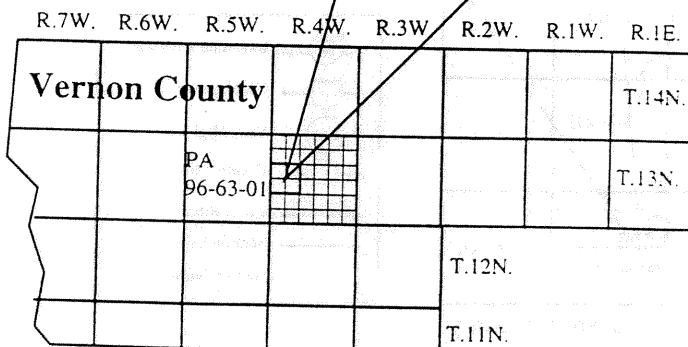 R.7W. R.6W. R.5W. R.4W. R.3W R.2W. R.1W. R.1E.
Vernon County
T.14N.
PA
96-63-01
T.13N.
T.12N.
T.11N.